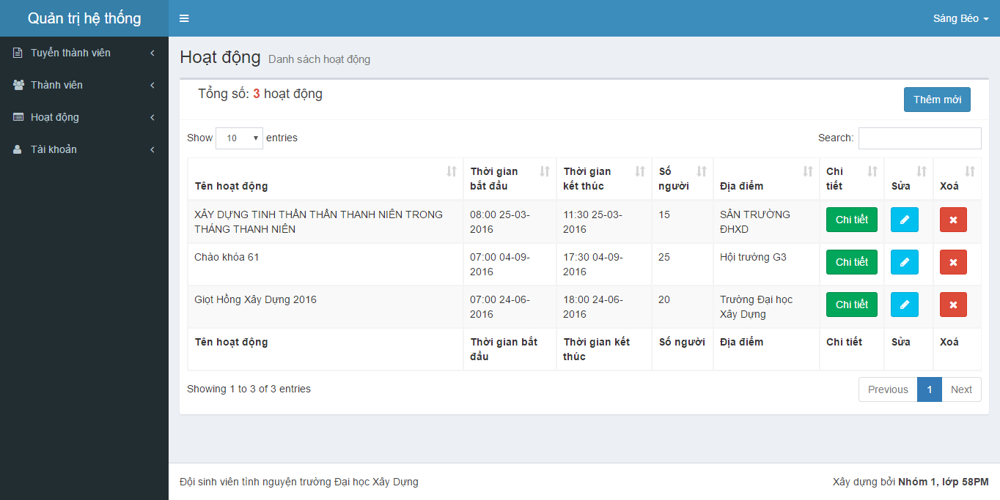 Quản trị hệ thống
Sáng Béo
Tuyển thành viên
Thành viên
Hoạt động
Tài khoản
Hoạt động Danh sách hoạt động
Tổng số: 3 hoạt động
Thêm mới
Show 10 entries
Search:
Tên hoạt động
Thời gian
bắt đầu
Thời gian
kết thúc
Số
người
Địa điểm
Chi
tiết
Sửa
Xoá
XÂY DỰNG TINH THẦN THẦN THANH NIÊN TRONG
THÁNG THANH NIÊN
08:00 25-03-
2016
11:30 25-03-
2016
15
SÂN TRƯỜNG
ĐHXD
Chi tiết
Chào khóa 61
07:00 04-09-
2016
17:30 04-09-
2016
25
Hội trường G3
Chi tiết
Giọt Hồng Xây Dựng 2016
07:00 24-06-
2016
18:00 24-06-
2016
20
Trường Đại học
Xây Dựng
Chi tiết
Tên hoạt động
Thời gian bắt
đầu
Thời gian kết
thúc
Số người
Địa điểm
Chi tiết
Sửa
Xoá
Showing 1 to 3 of 3 entries
Previous 1 Next
Đội sinh viên tình nguyện trường Đại học Xây Dựng
Xây dựng bởi Nhóm 1, lớp 58PM